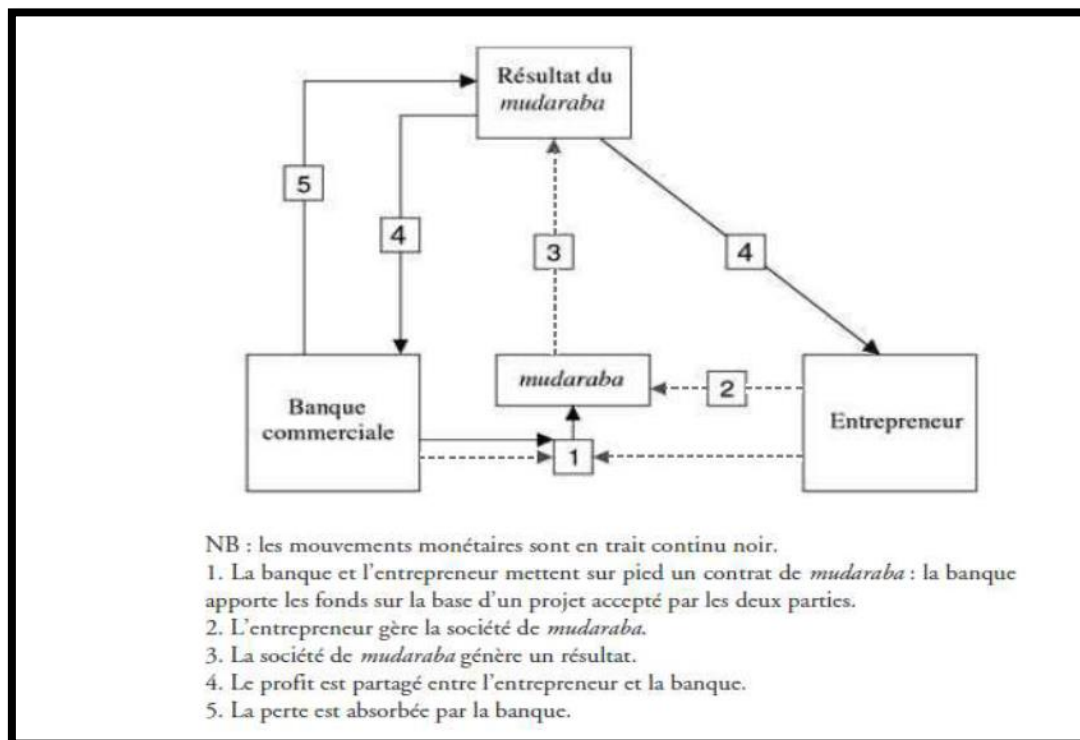 Résultat du
mudaraba
5
4
3
4
mudaraba
2
Banque
commerciale
Entrepreneur
1
NB : les mouvements monétaires sont en trait continu noir.
1. La banque et l'entrepreneur mettent sur pied un contrat de mudaraba : la banque
apporte les fonds sur la base d'un projet accepté par les deux parties.
2. L'entrepreneur gère la société de mudaraba.
3. La société de mudaraba génère un résultat.
4. Le profit est partagé entre l'entrepreneur et la banque.
5. La perte est absorbée par la banque.